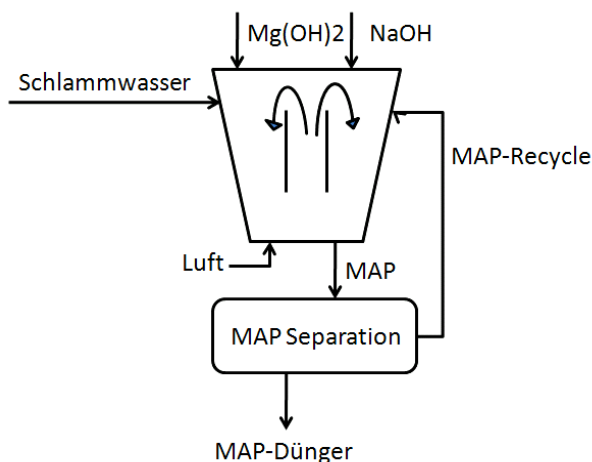 Mg(OH)2 NaOH
Schlammwasser
MAP-Recycle
Luft
MAP
MAP Separation
MAP-Dünger